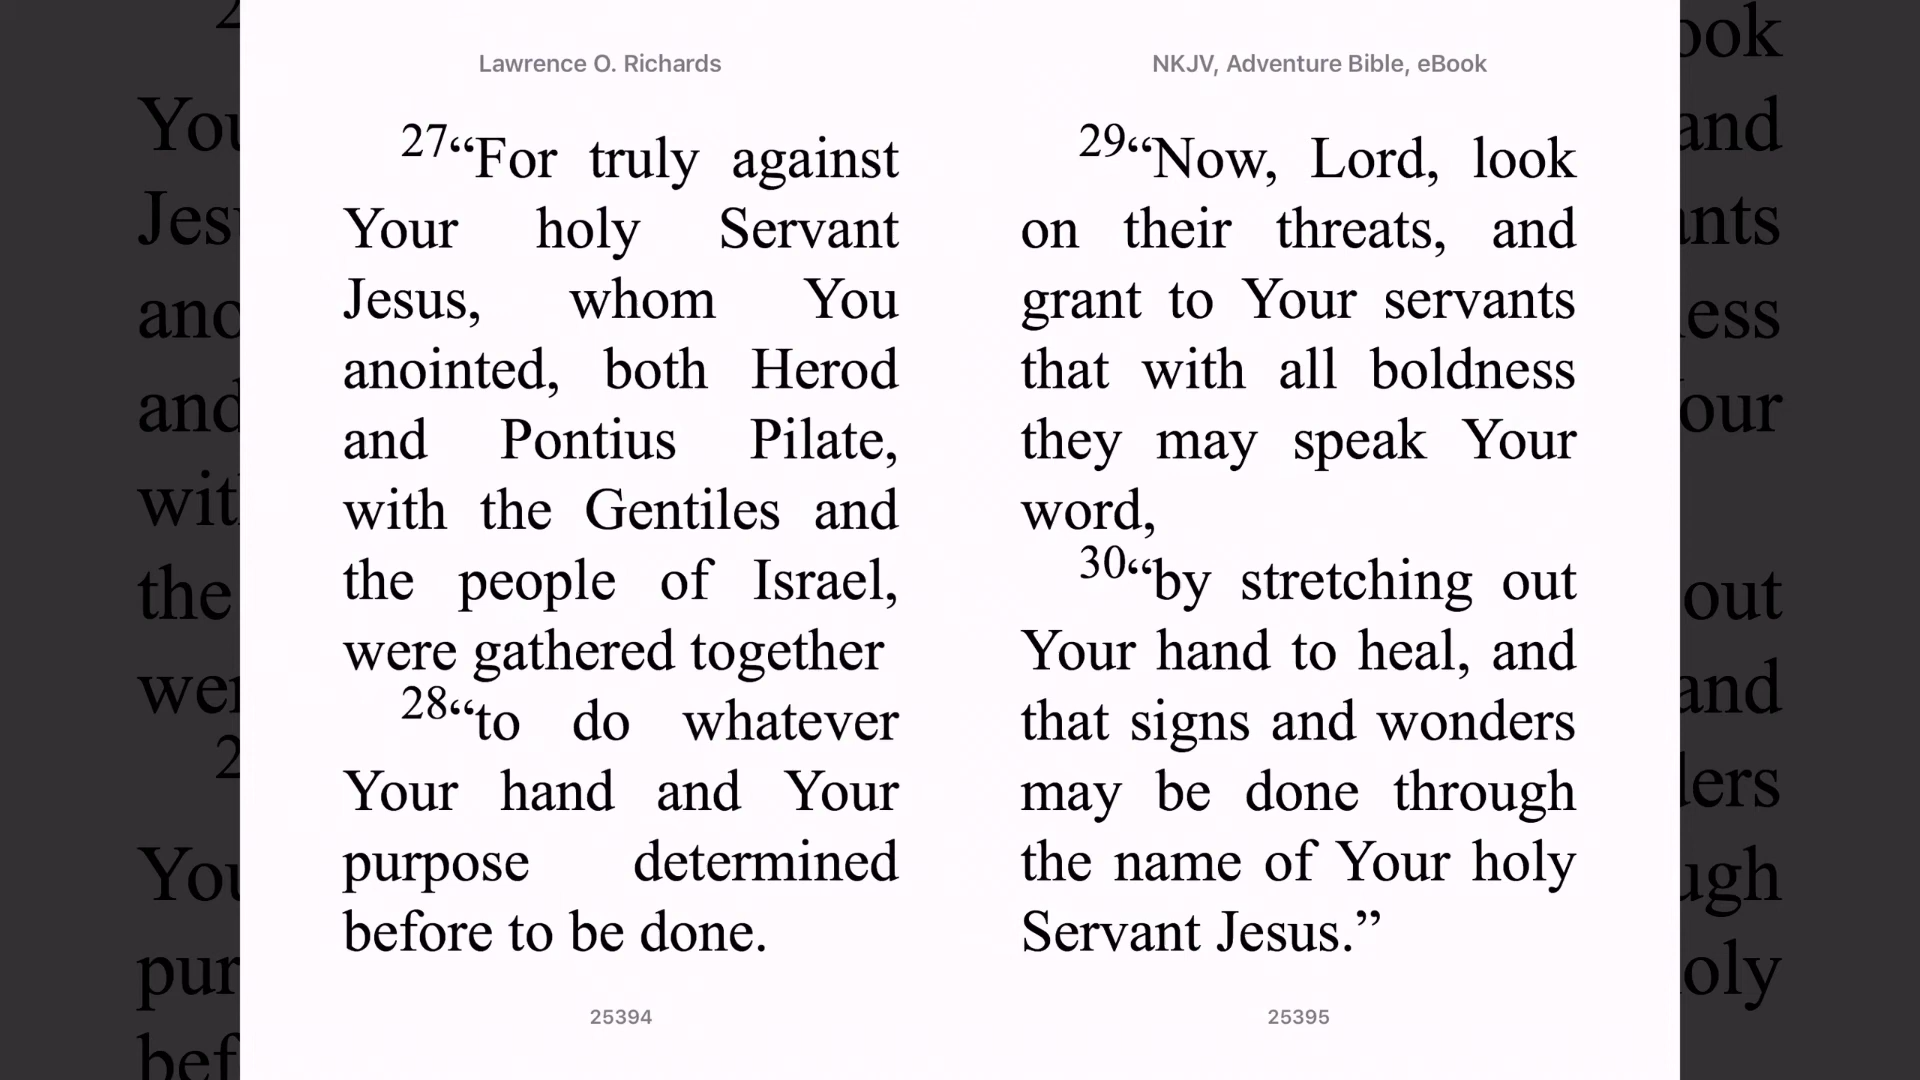 Lawrence O. Richards
27“For truly against
Your holy Servant
Jesus, whom You
anointed, both Herod
and Pontius Pilate,
with the Gentiles and
the people of Israel,
were gathered together
28“to do whatever
Your hand and Your
purpose determined
before to be done.
25394
NKJV, Adventure Bible, eBook
29“Now, Lord, look
on their threats, and
grant to Your servants
that with all boldness
they may speak Your
word,
30“by stretching out
Your hand to heal, and
that signs and wonders
may be done through
the name of Your holy
Servant Jesus.”
25395